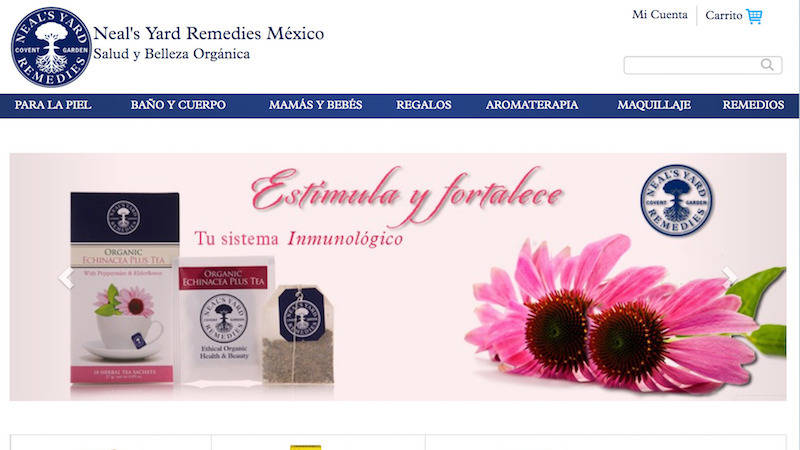 NEAL'S YARD
COVENT GARDEN
REMEDIES
Neal's Yard Remedies México
Salud y Belleza Orgánica
Mi Cuenta
Carrito
PARA LA PIEL
BAÑO Y CUERPO
MAMÁS Y BEBÉS
REGALOS
AROMATERAPIA
MAQUILLAJE
REMEDIOS
Estimula y fortalece
Tu sistema Inmunológico
NEAL'S YARD
COVENT GARDEN
REMEDIES
ORGANIC
ECHINACEA PLUS TEA
With Peppermint & Elderflower
18 HERBAL TEA SACHETS
ORGANIC
ECHINACEA PLUS TEA
NEAL'S YARD
COVENT GARDEN
REMEDIES
Ethical Organic
Health & Beauty